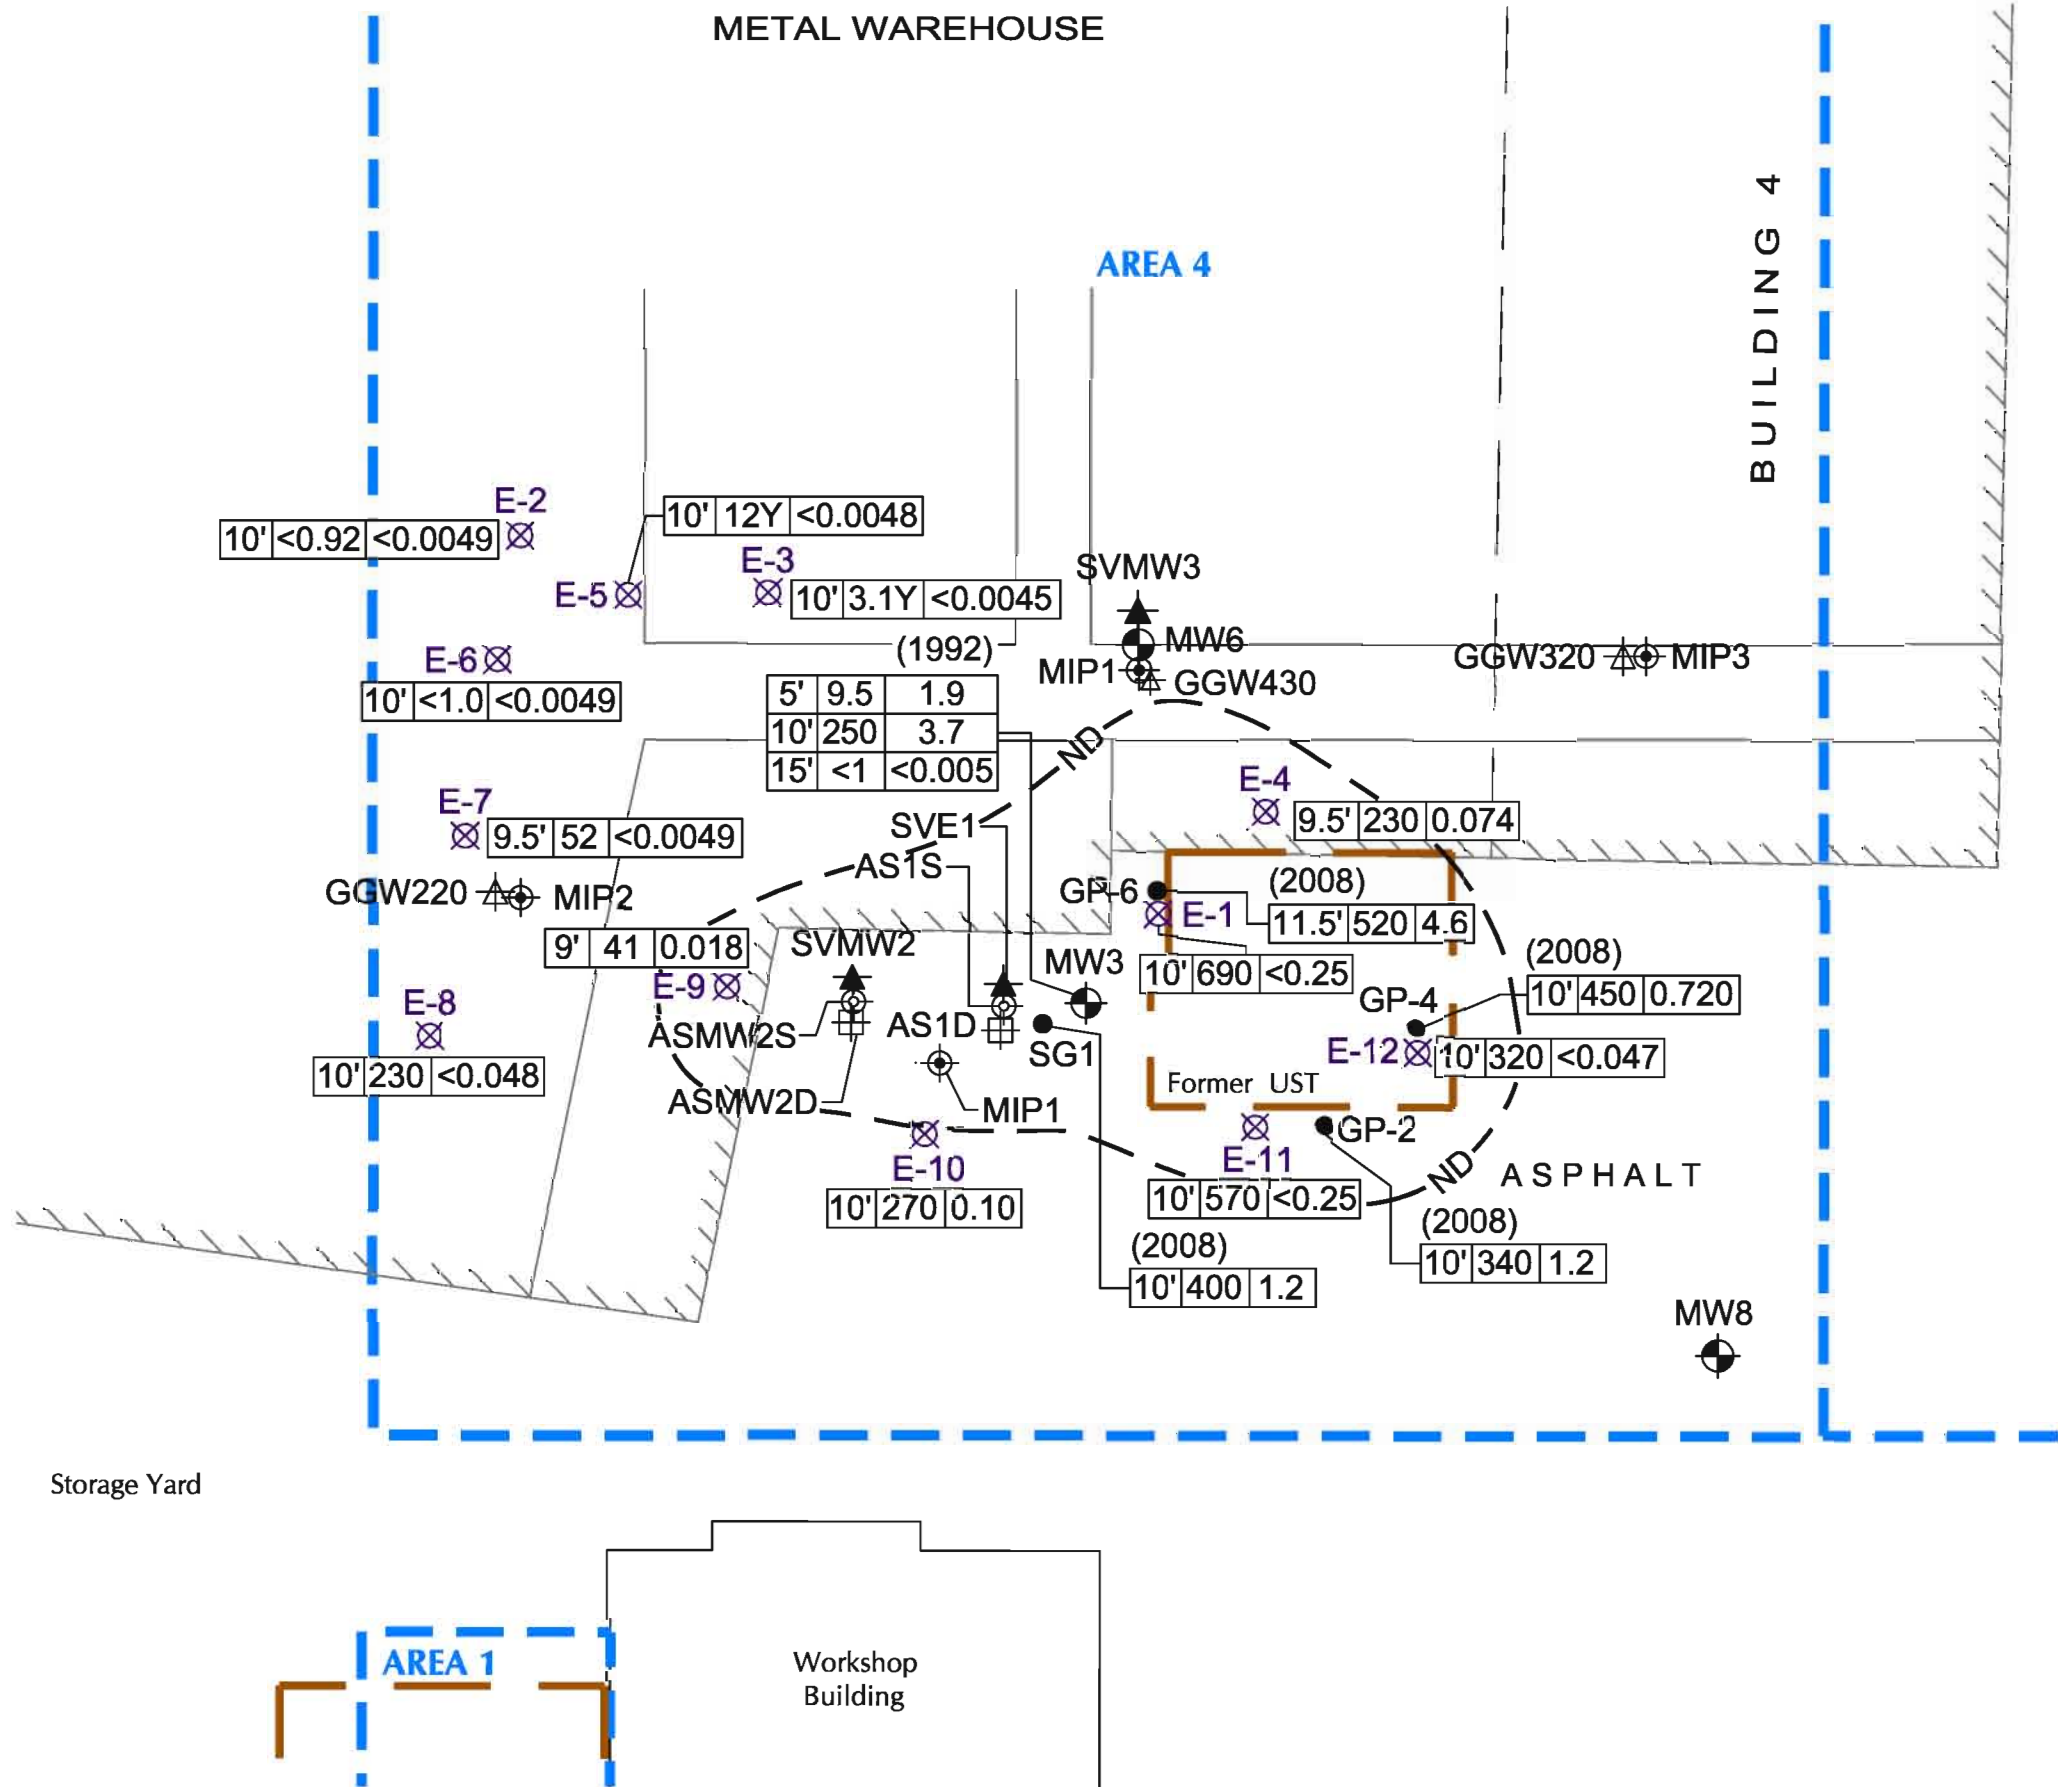 METAL WAREHOUSE
BUILDING 4
AREA 4
E-2
10' <0.92 <0.0049
10' 12Y <0.0048
E-5
E-3
10' 3.1Y <0.0045
SVMW3
MW6
MIP1
GGW430
GGW320
MIP3
E-6
10' <1.0 <0.0049
(1992)
5' 9.5 1.9
10' 250 3.7
15' <1 <0.005
ND
E-4
9.5' 230 0.074
E-7
9.5' 52 <0.0049
SVE1
AS1S
GGW220
MIP2
GP-6
E-1
(2008)
11.5' 520 4.6
9' 41 0.018
SVMW2
MW3
10' 690 <0.25
(2008)
10' 450 0.720
E-9
GP-4
E-8
ASMW2S
AS1D
SG1
E-12
10' 320 <0.047
10' 230 <0.048
Former UST
ASMW2D
MIP1
GP-2
E-10
E-11
ND
ASPHALT
10' 270 0.10
10' 570 <0.25
(2008)
10' 340 1.2
(2008)
10' 400 1.2
MW8
Storage Yard
AREA 1
Workshop
Building